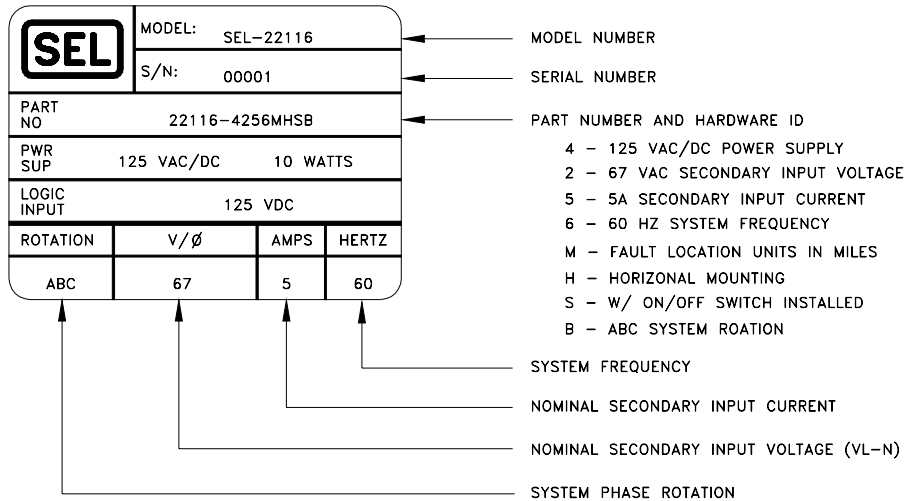 SEL
MODEL: SEL-22116
MODEL NUMBER
S/N: 00001
SERIAL NUMBER
PART
NO
22116-4256MHSB
PART NUMBER AND HARDWARE ID
4 - 125 VAC/DC POWER SUPPLY
2 - 67 VAC SECONDARY INPUT VOLTAGE
5 - 5A SECONDARY INPUT CURRENT
6 - 60 HZ SYSTEM FREQUENCY
M - FAULT LOCATION UNITS IN MILES
H - HORIZONAL MOUNTING
S - W/ ON/OFF SWITCH INSTALLED
B - ABC SYSTEM ROATION
PWR
SUP
125 VAC/DC 10 WATTS
LOGIC
INPUT
125 VDC
ROTATION V/Ø AMPS HERTZ
ABC 67 5 60
SYSTEM FREQUENCY
NOMINAL SECONDARY INPUT CURRENT
NOMINAL SECONDARY INPUT VOLTAGE (VL-N)
SYSTEM PHASE ROTATION